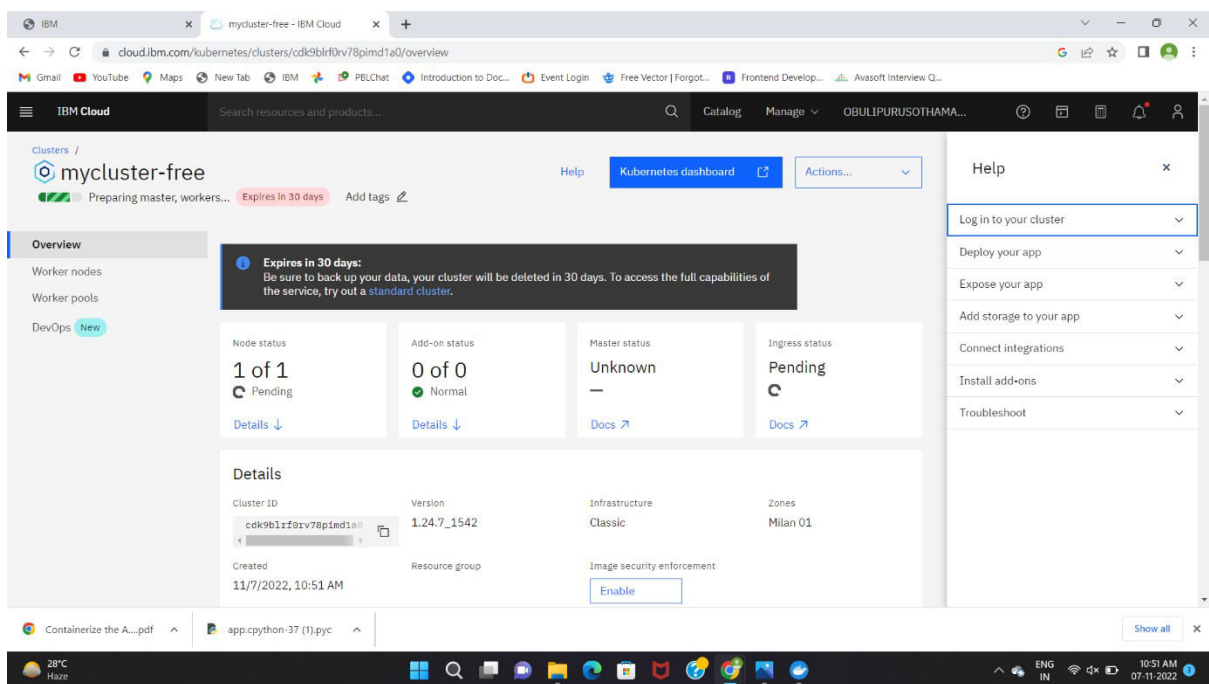 IBM
mycluster-free - IBM Cloud
cloud.ibm.com/kubernetes/clusters/cdk9blrf0rv78pimd1a0/overview
Gmail YouTube Maps New Tab IBM PBLChat Introduction to Doc... Event Login Free Vector | Forgot... Frontend Develop... Avasoft Interview Q...
IBM Cloud Search resources and products... Catalog Manage OBULIPURUSOTHAMA...
Clusters /
mycluster-free
Preparing master, workers... Expires in 30 days Add tags
Help Kubernetes dashboard Actions...
Overview
Worker nodes
Worker pools
DevOps New
Expires in 30 days:
Be sure to back up your data, your cluster will be deleted in 30 days. To access the full capabilities of
the service, try out a standard cluster.
Node status
1 of 1
Pending
Details
Add-on status
0 of 0
Normal
Details
Master status
Unknown
—
Docs
Ingress status
Pending
Docs
Details
Cluster ID
cdk9blrf0rv78pimd1a0
Version
1.24.7_1542
Infrastructure
Classic
Zones
Milan 01
Created
11/7/2022, 10:51 AM
Resource group
Image security enforcement
Enable
Help
Log in to your cluster
Deploy your app
Expose your app
Add storage to your app
Connect integrations
Install add-ons
Troubleshoot
Containerize the A....pdf app.cpython-37 (1).pyc Show all
28°C
Haze
ENG
IN
10:51 AM
07-11-2022
3